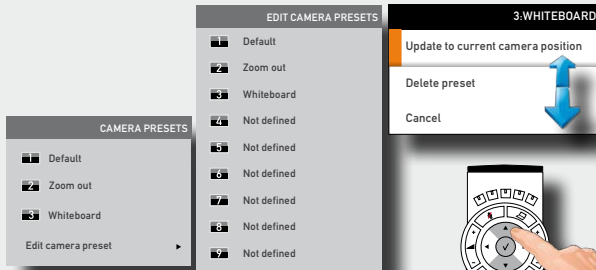 CAMERA PRESETS
1 Default
2 Zoom out
3 Whiteboard
Edit camera preset
EDIT CAMERA PRESETS
1 Default
2 Zoom out
3 Whiteboard
4 Not defined
5 Not defined
6 Not defined
7 Not defined
8 Not defined
9 Not defined
3:WHITEBOARD
Update to current camera position
Delete preset
Cancel